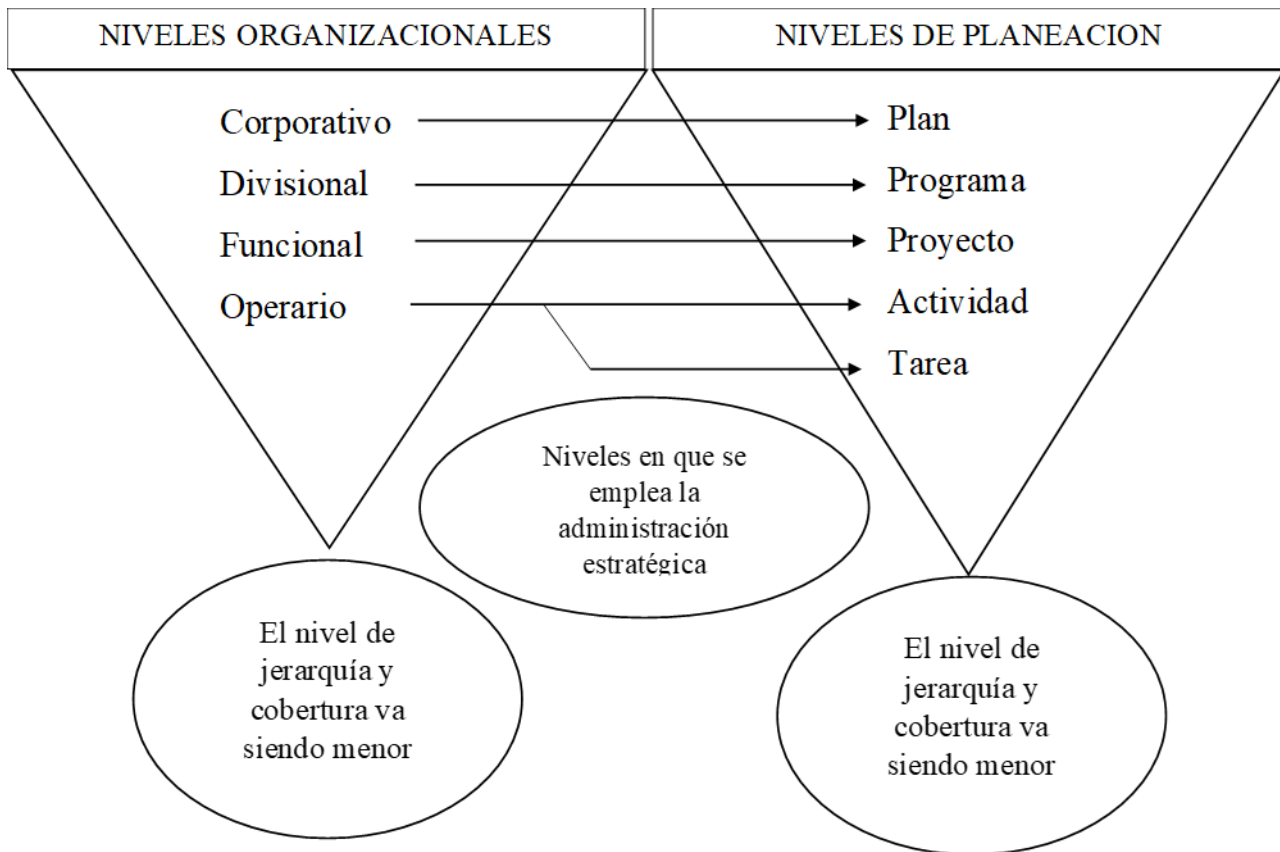 NIVELES ORGANIZACIONALES
NIVELES DE PLANEACION
Corporativo
Plan
Divisional
Programa
Funcional
Proyecto
Operario
Actividad
Tarea
Niveles en que se
emplea la
administración
estratégica
El nivel de
jerarquía y
cobertura va
siendo menor
El nivel de
jerarquía y
cobertura va
siendo menor